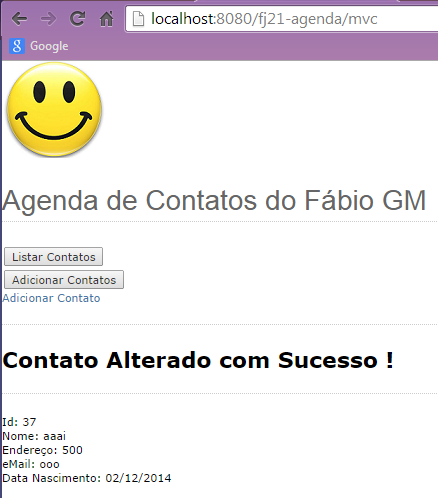 localhost:8080/fj21-agenda/mvc
8 Google
Agenda de Contatos do Fábio GM
Listar Contatos
Adicionar Contatos
Adicionar Contato
Contato Alterado com Sucesso !
Id: 37
Nome: aaai
Endereço: 500
eMail: ooo
Data Nascimento: 02/12/2014